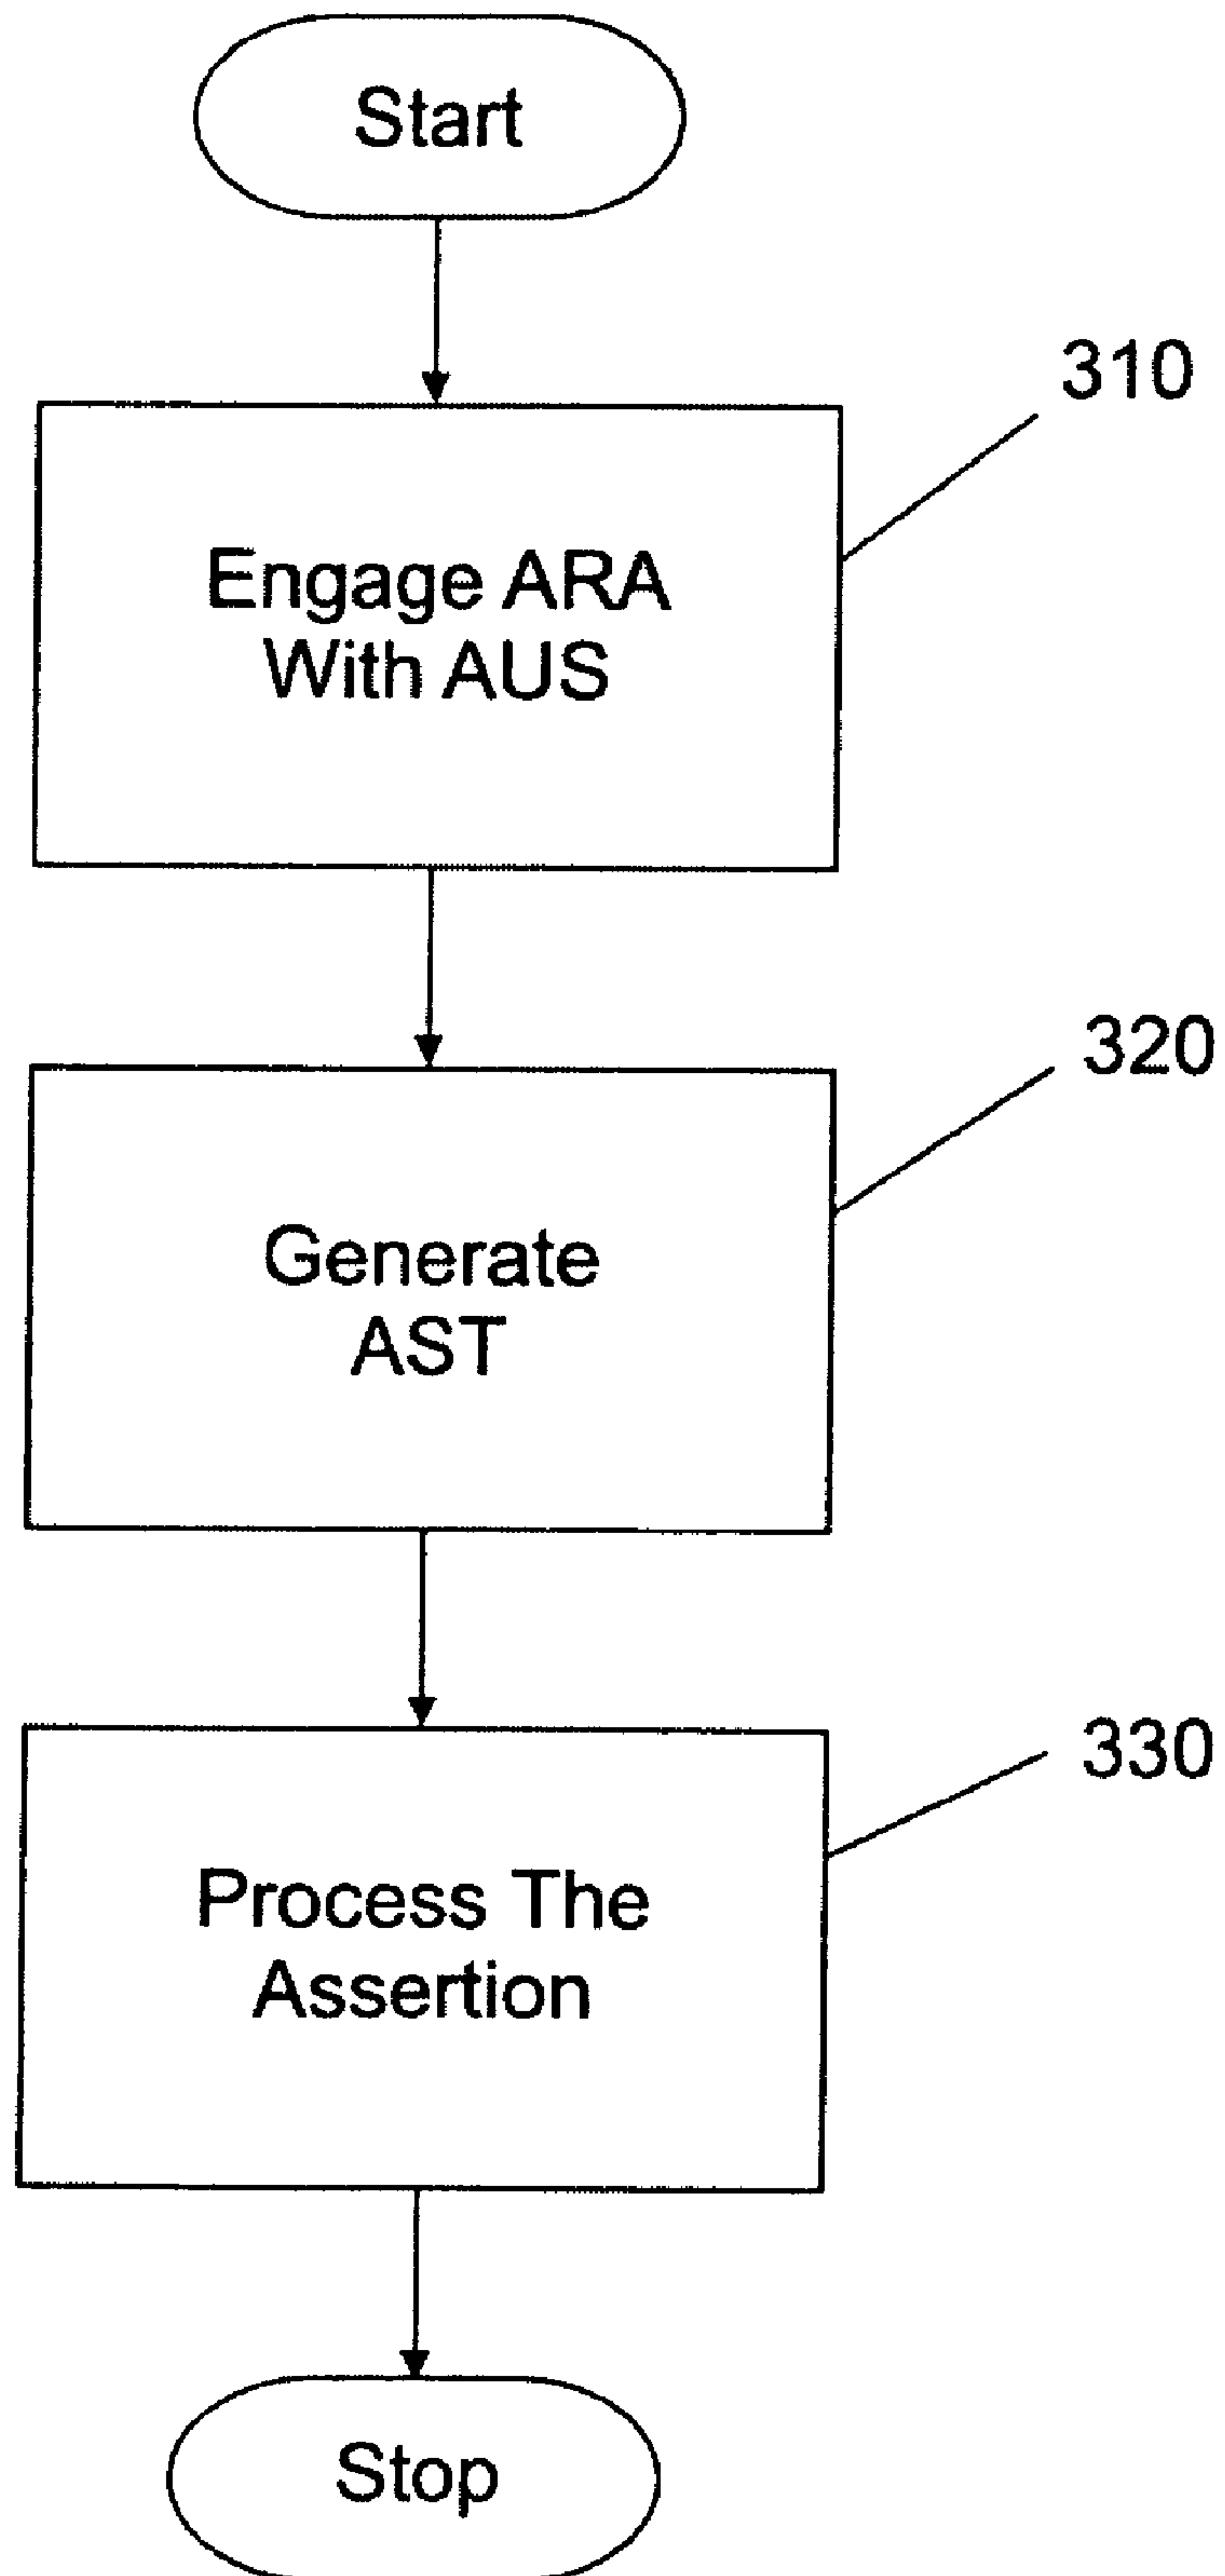 Start
310
Engage ARA
With AUS
320
Generate
AST
330
Process The
Assertion
Stop